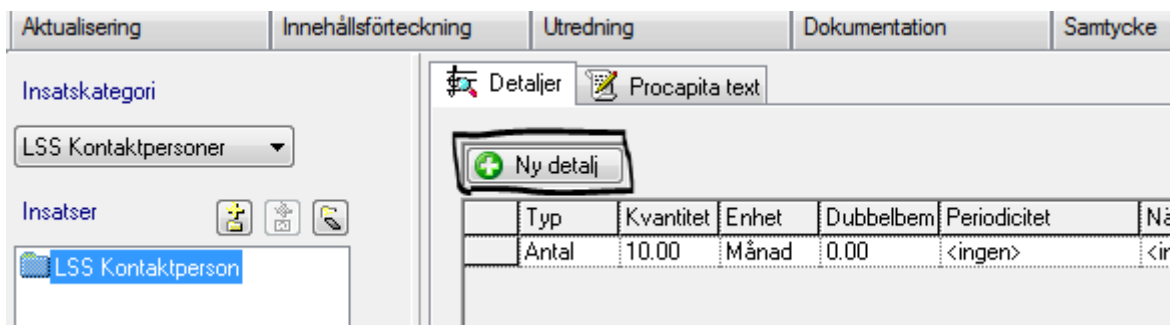 Aktualisering Innehållsförteckning Utredning Dokumentation Samtycke
Insatskategori
LSS Kontaktpersoner
Insatser
LSS Kontaktperson
Detaljer Procapita text
Ny detalj
Typ Kvantitet Enhet Dubbelbem Periodicitet
Antal 10.00 Månad 0.00 <ingen>